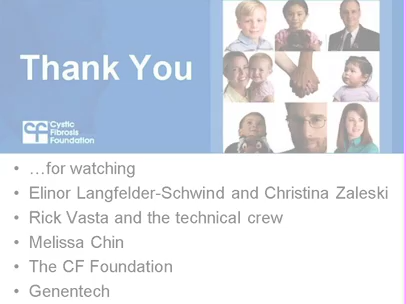 Thank You
CF Cystic
Fibrosis
Foundation
• …for watching
• Elinor Langfelder-Schwind and Christina Zaleski
• Rick Vasta and the technical crew
• Melissa Chin
• The CF Foundation
• Genentech